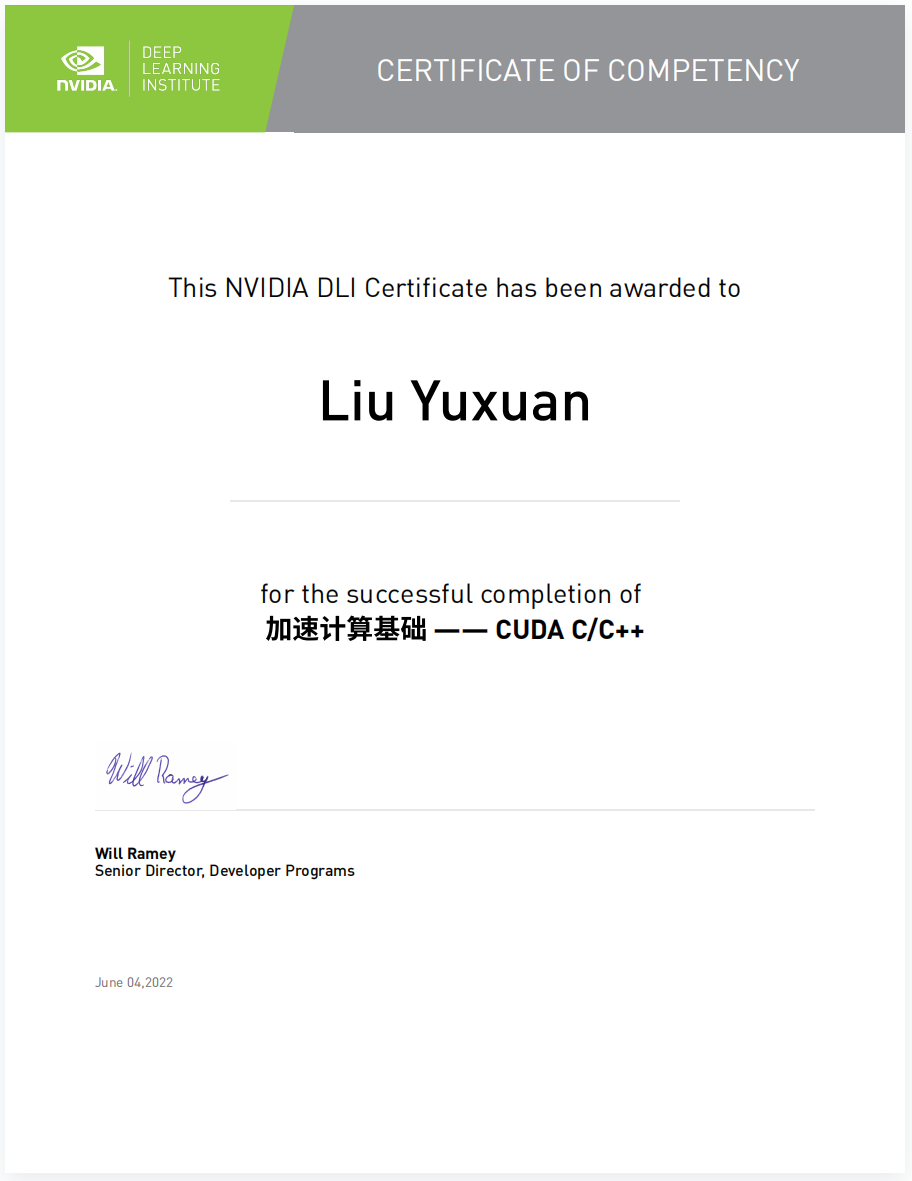 NVIDIA.
DEEP
LEARNING
INSTITUTE
CERTIFICATE OF COMPETENCY
This NVIDIA DLI Certificate has been awarded to
Liu Yuxuan
for the successful completion of
加速计算基础 —— CUDA C/C++
Will Ramey
Will Ramey
Senior Director, Developer Programs
June 04,2022